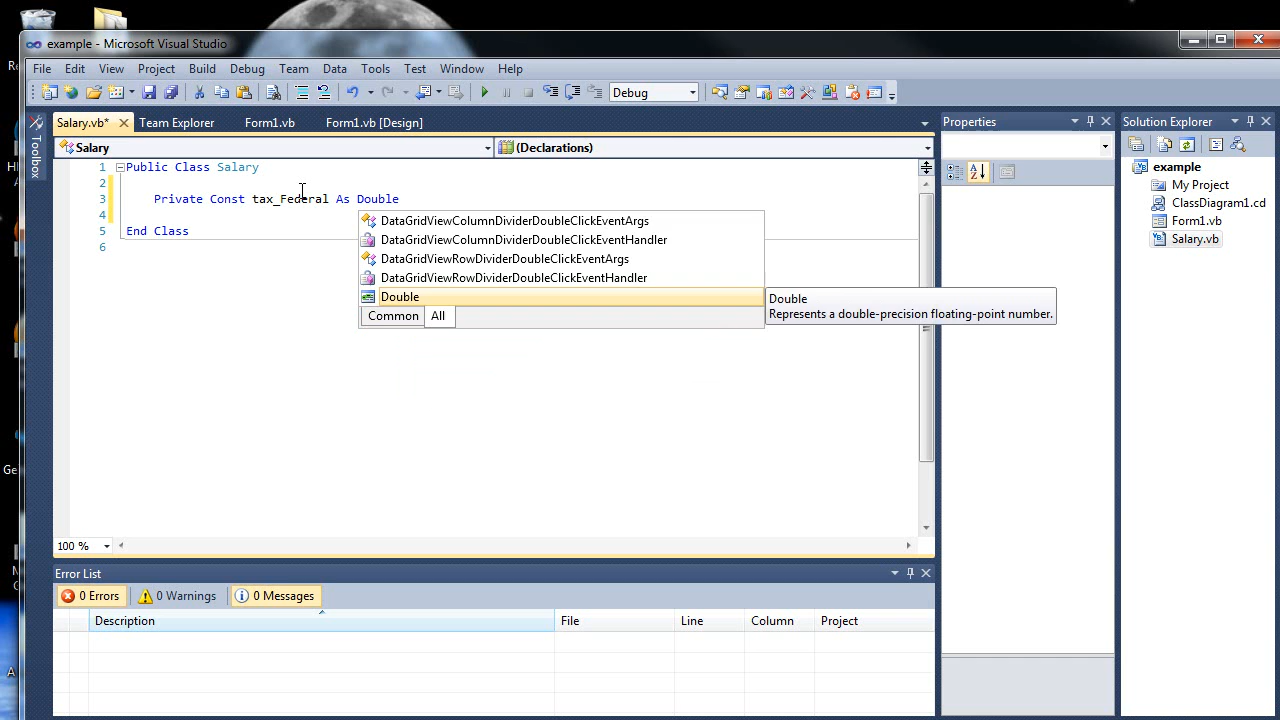 example - Microsoft Visual Studio
File Edit View Project Build Debug Team Data Tools Test Window Help
Debug
Salary.vb* Team Explorer Form1.vb Form1.vb [Design]
Toolbox
Salary (Declarations)
1 Public Class Salary
2
3 Private Const tax_Federal As Double
4
5 End Class
6
DataGridViewColumnDividerDoubleClickEventArgs
DataGridViewColumnDividerDoubleClickEventHandler
DataGridViewRowDividerDoubleClickEventArgs
DataGridViewRowDividerDoubleClickEventHandler
Double
Common All
Double
Represents a double-precision floating-point number.
100 %
Error List
0 Errors 0 Warnings 0 Messages
Description File Line Column Project
Properties
Solution Explorer
example
My Project
ClassDiagram1.cd
Form1.vb
Salary.vb